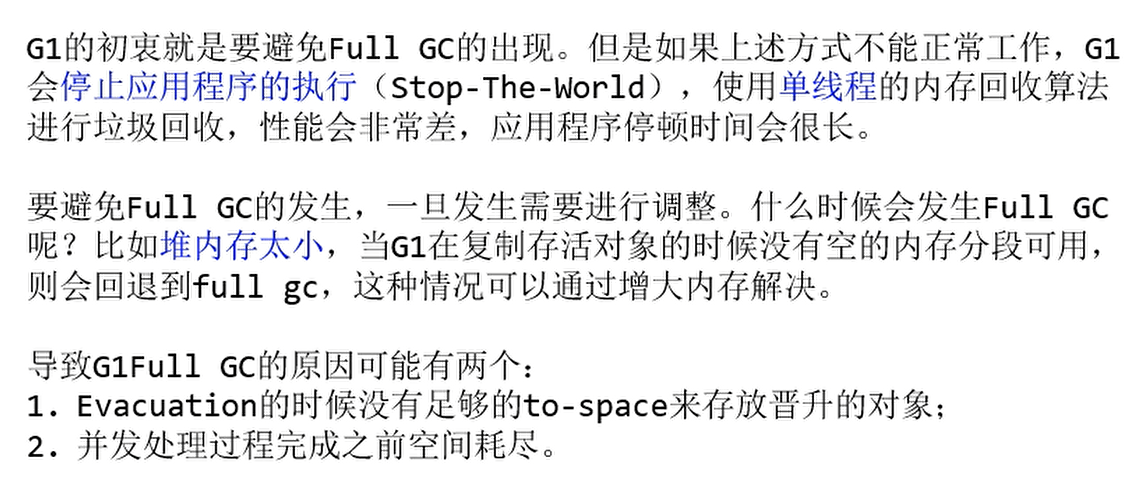 G1的初衷就是要避免Full GC的出现。但是如果上述方式不能正常工作，G1
会停止应用程序的执行（Stop-The-World），使用单线程的内存回收算法
进行垃圾回收，性能会非常差，应用程序停顿时间会很长。
要避免Full GC的发生，一旦发生需要进行调整。什么时候会发生Full GC
呢？比如堆内存太小，当G1在复制存活对象的时候没有空的内存分段可用，
则会回退到full gc，这种情况可以通过增大内存解决。
导致G1Full GC的原因可能有两个：
1. Evacuation的时候没有足够的to-space来存放晋升的对象；
2. 并发处理过程完成之前空间耗尽。